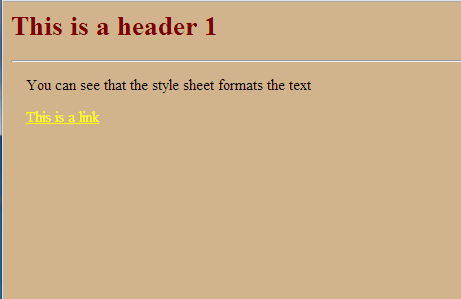 This is a header 1
You can see that the style sheet formats the text
This is a link